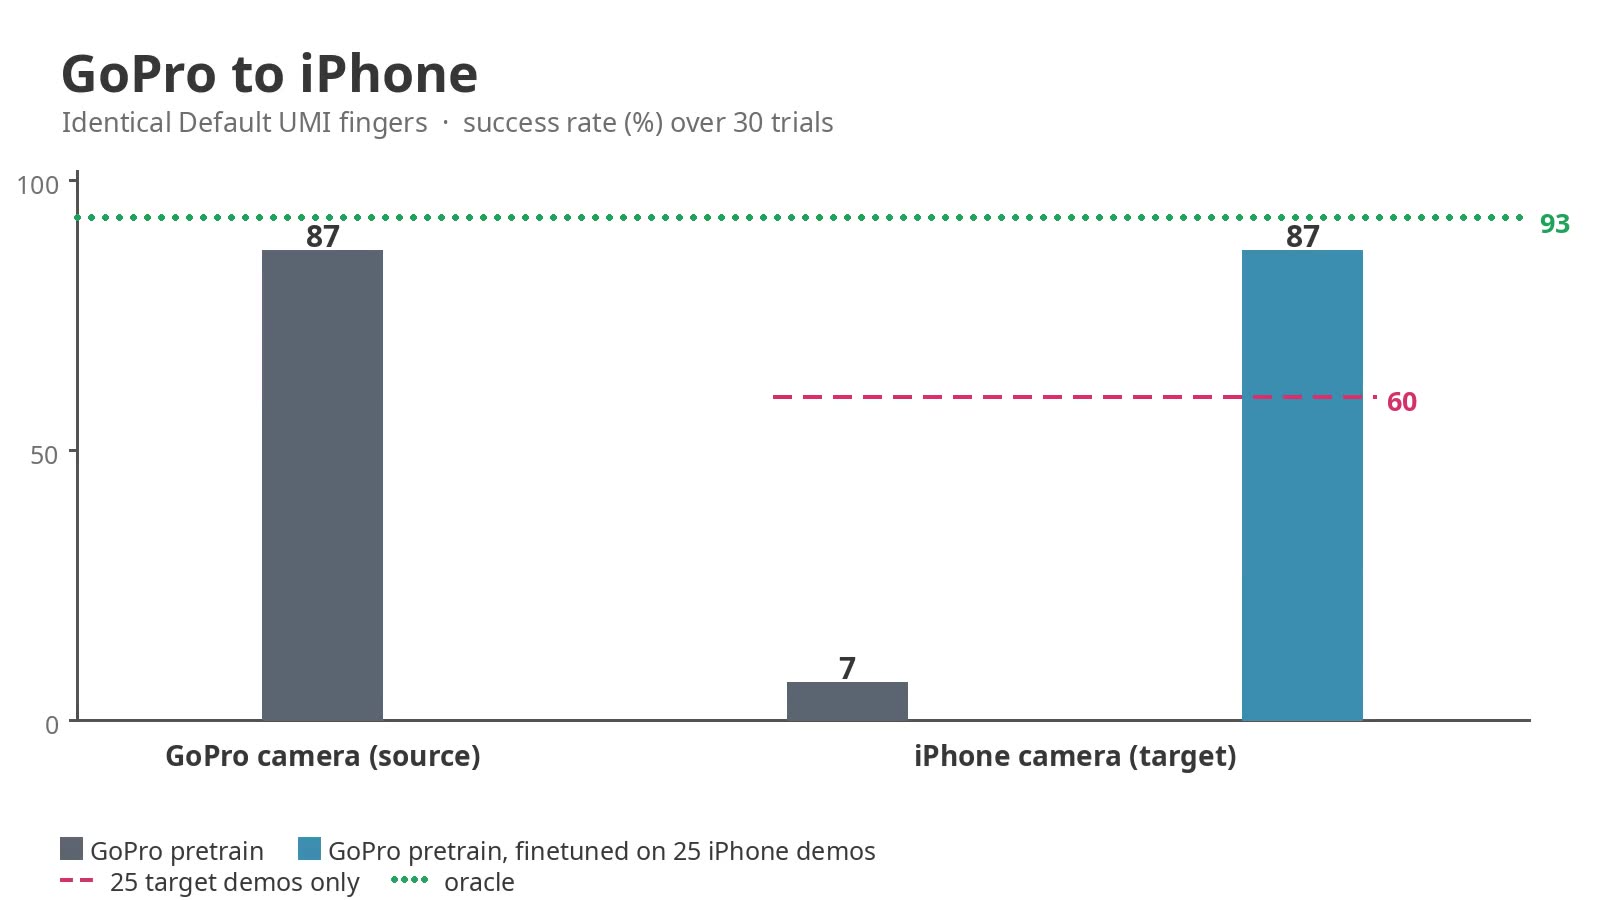 GoPro to iPhone
Identical Default UMI fingers · success rate (%) over 30 trials
100
93
87
87
60
50
7
0
GoPro camera (source)
iPhone camera (target)
GoPro pretrain
GoPro pretrain, finetuned on 25 iPhone demos
25 target demos only
oracle